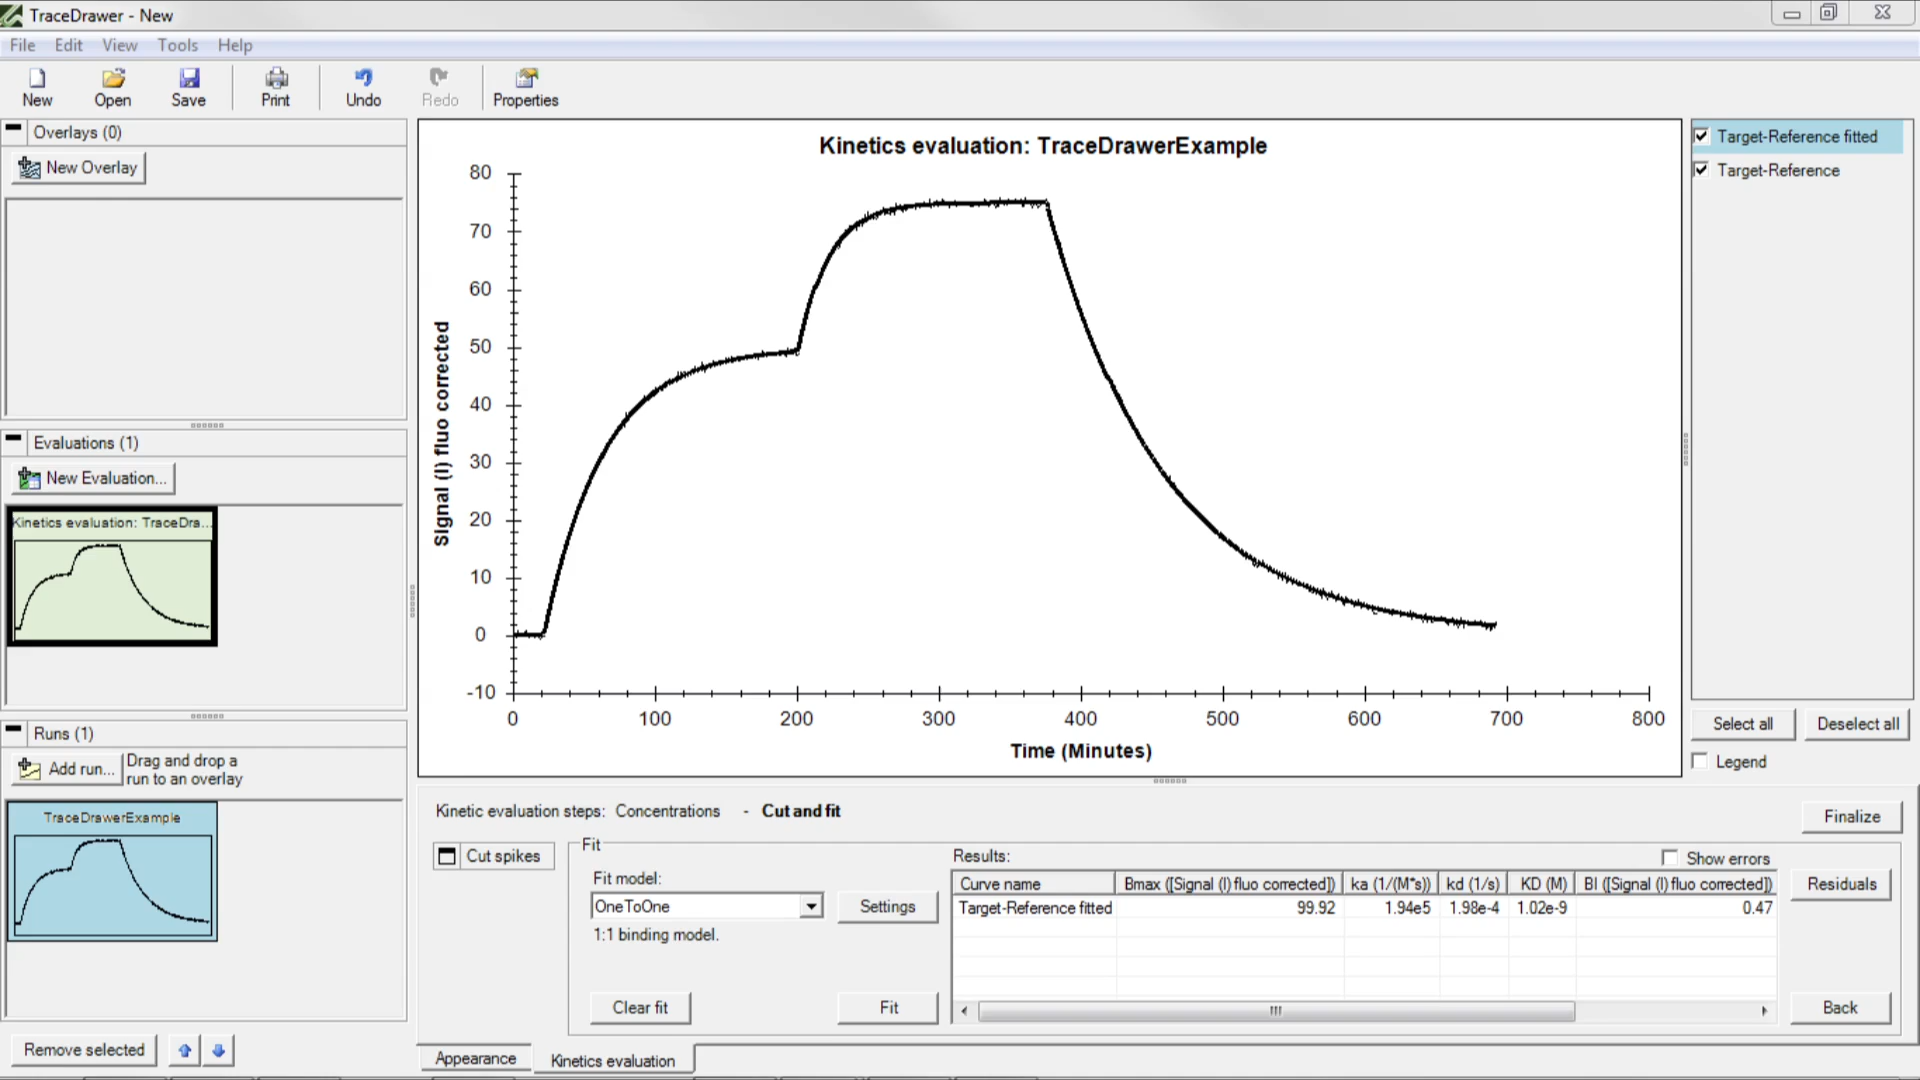 TraceDrawer - New
File Edit View Tools Help
New Open Save Print Undo Redo Properties
Overlays (0)
New Overlay
Evaluations (1)
New Evaluation...
Kinetics evaluation: TraceDra...
Runs (1)
Add run...
Drag and drop a
run to an overlay
TraceDrawerExample
Remove selected
Kinetics evaluation: TraceDrawerExample
Signal (I) fluo corrected
80
70
60
50
40
30
20
10
0
-10
0 100 200 300 400 500 600 700 800
Time (Minutes)
Target-Reference fitted
Target-Reference
Select all Deselect all
Legend
Kinetic evaluation steps: Concentrations - Cut and fit
Finalize
Cut spikes
Fit
Fit model:
OneToOne
Settings
1:1 binding model.
Clear fit Fit
Results:
Show errors
Curve name Bmax ([Signal (I) fluo corrected]) ka (1/(M*s)) kd (1/s) KD (M) BI ([Signal (I) fluo corrected])
Target-Reference fitted 99.92 1.94e5 1.98e-4 1.02e-9 0.47
Residuals
Back
Appearance Kinetics evaluation